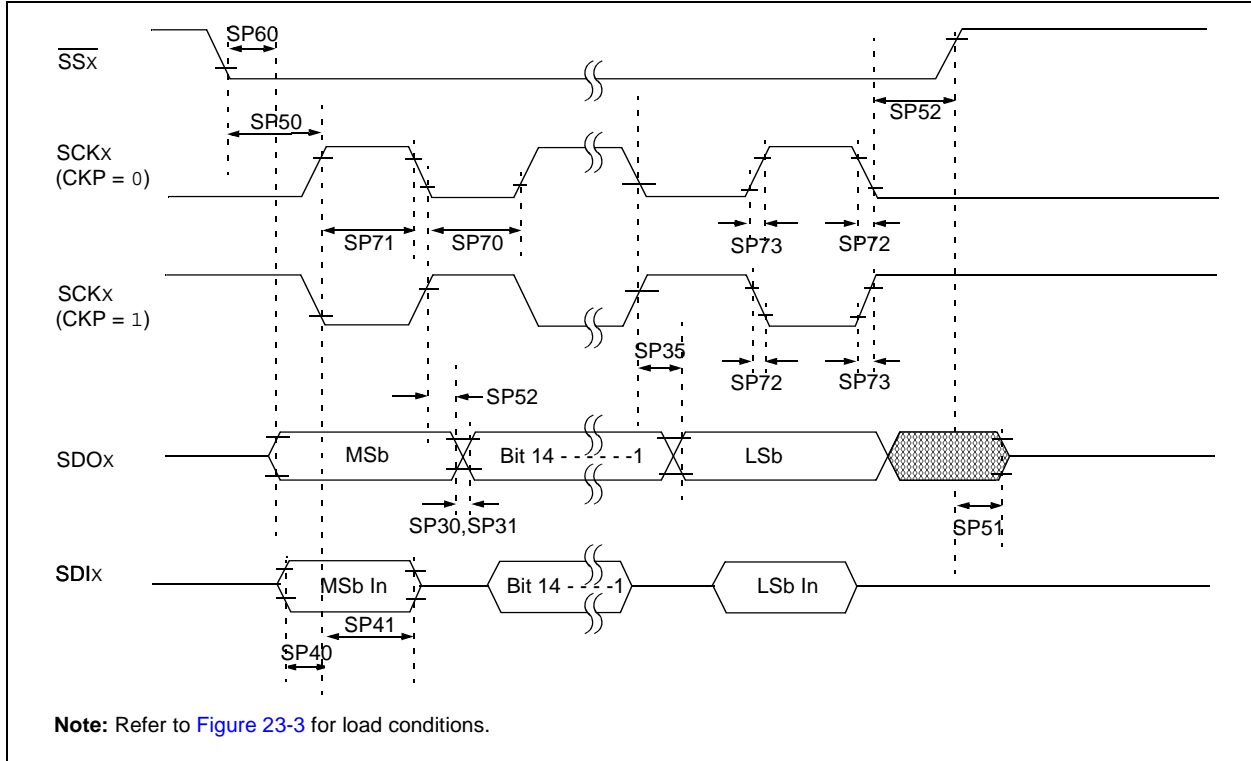 SP60
SSX
SP52
SP50
SCKX
(CKP = 0)
SP71
SP70
SP73
SP72
SCKX
(CKP = 1)
SP35
SP72
SP73
SP52
SDOX
MSb
Bit 14 - - - - - -1
LSb
SP30,SP31
SP51
SDIX
MSb In
Bit 14 - - - -1
LSb In
SP41
SP40
Note: Refer to Figure 23-3 for load conditions.